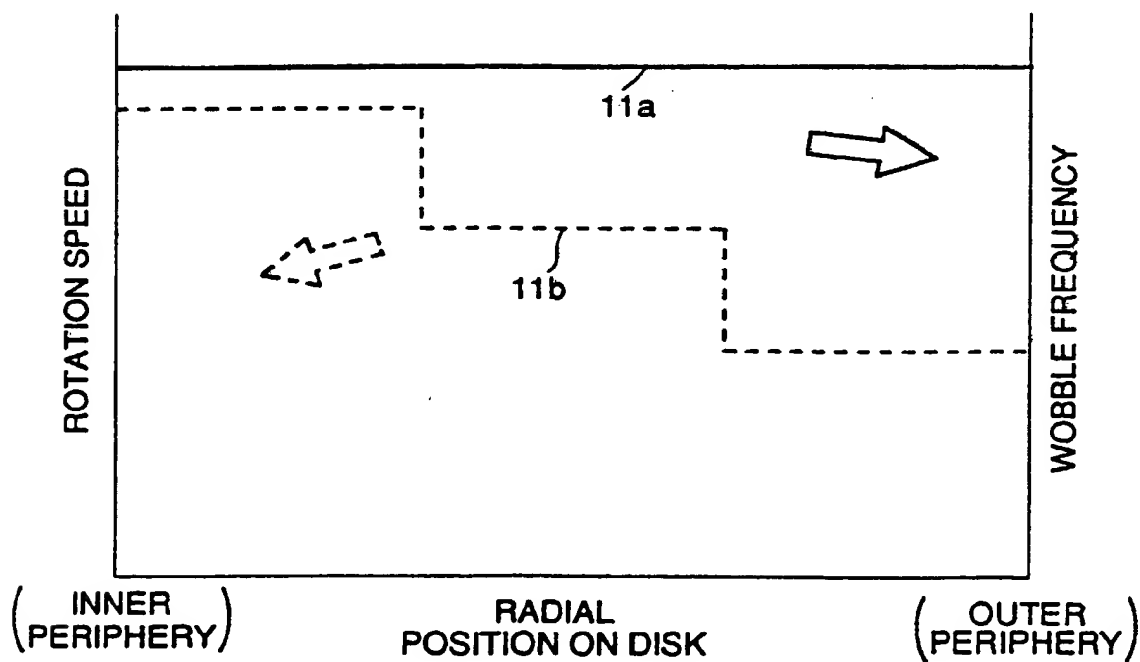 11a
ROTATION SPEED
11b
WOBBLE FREQUENCY
(INNER
PERIPHERY)
RADIAL
POSITION ON DISK
(OUTER
PERIPHERY)